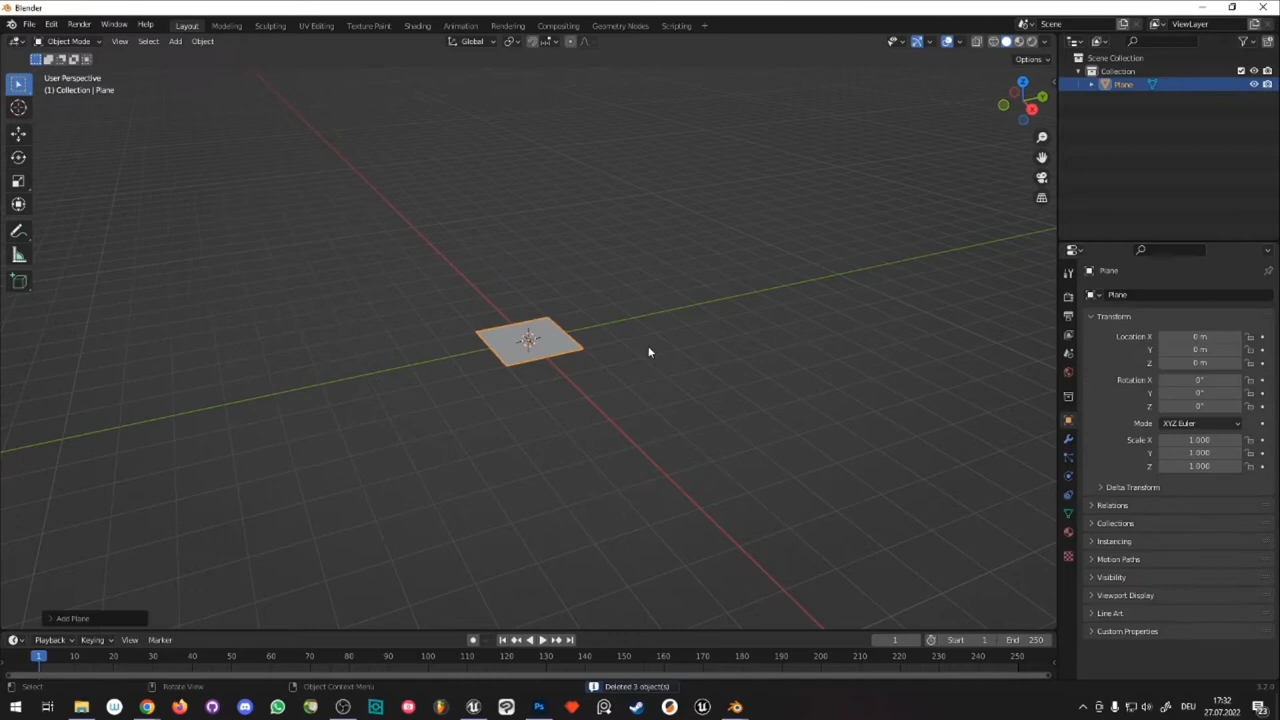 Blender
File Edit Render Window Help Layout Modeling Sculpting UV Editing Texture Paint Shading Animation Rendering Compositing Geometry Nodes Scripting + Scene ViewLayer
Object Mode View Select Add Object Global
Options
User Perspective
(1) Collection | Plane
Z
Y
X
Scene Collection
Collection
Plane
Plane
Plane
Transform
Location X 0 m
Y 0 m
Z 0 m
Rotation X 0°
Y 0°
Z 0°
Mode XYZ Euler
Scale X 1.000
Y 1.000
Z 1.000
Delta Transform
Relations
Collections
Instancing
Motion Paths
Visibility
Viewport Display
Line Art
Custom Properties
Add Plane
Playback Keying View Marker 1 Start 1 End 250
1 10 20 30 40 50 60 70 80 90 100 110 120 130 140 150 160 170 180 190 200 210 220 230 240 250
Select Rotate View Object Context Menu Deleted 3 object(s) 3.2.0
DEU 17:32
27.07.2022 23